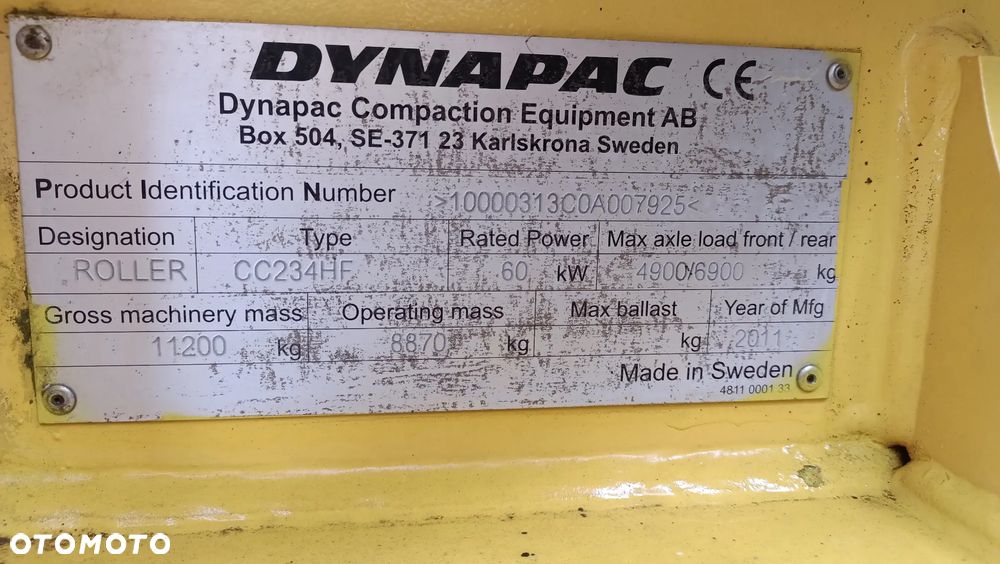 DYNAPAC CE
Dynapac Compaction Equipment AB
Box 504, SE-371 23 Karlskrona Sweden
Product Identification Number >10000313C0A007925<
Designation Type Rated Power Max axle load front / rear
ROLLER CC234HF 60 kW 4900/6900 kg
Gross machinery mass Operating mass Max ballast Year of Mfg
11200 kg 8870 kg kg 2011
Made in Sweden
4811 0001 33
OTOMOTO